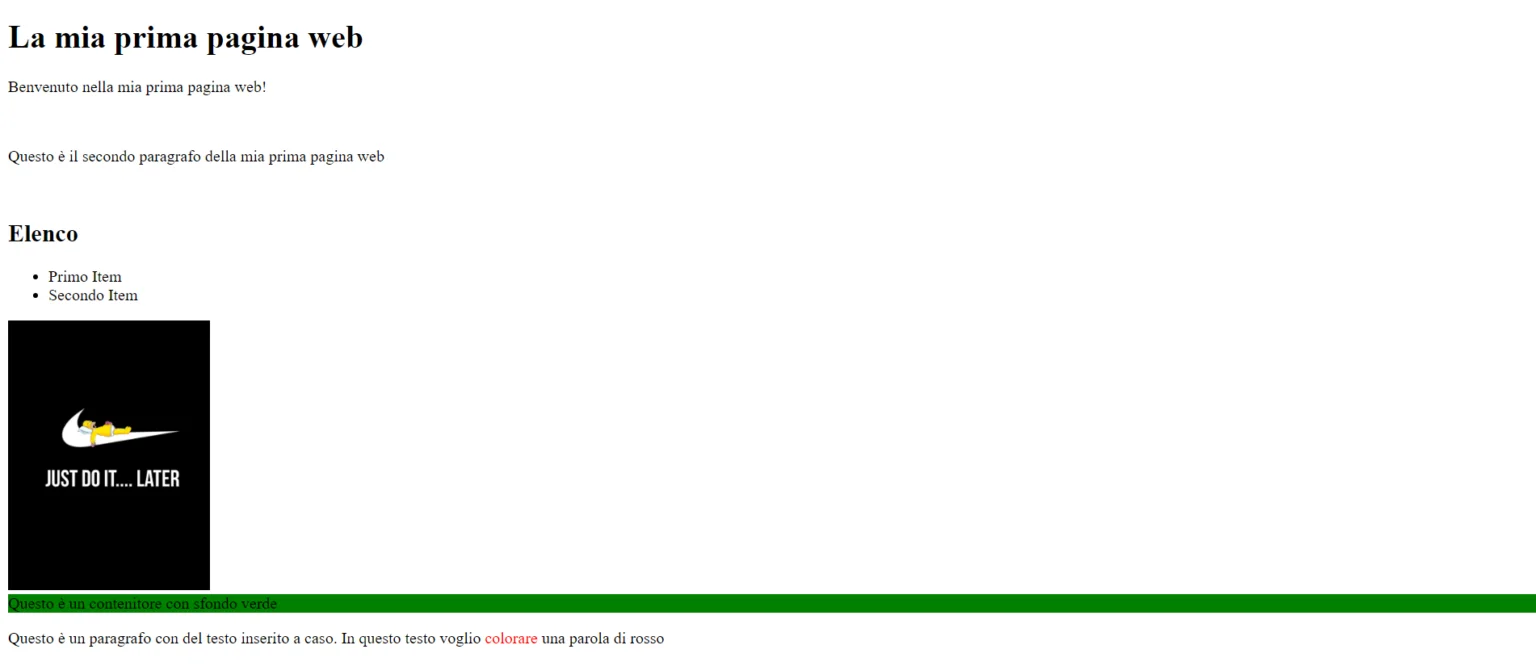 La mia prima pagina web
Benvenuto nella mia prima pagina web!
Questo è il secondo paragrafo della mia prima pagina web
Elenco
Primo Item
Secondo Item
JUST DO IT.... LATER
Questo è un contenitore con sfondo verde
Questo è un paragrafo con del testo inserito a caso. In questo testo voglio colorare una parola di rosso